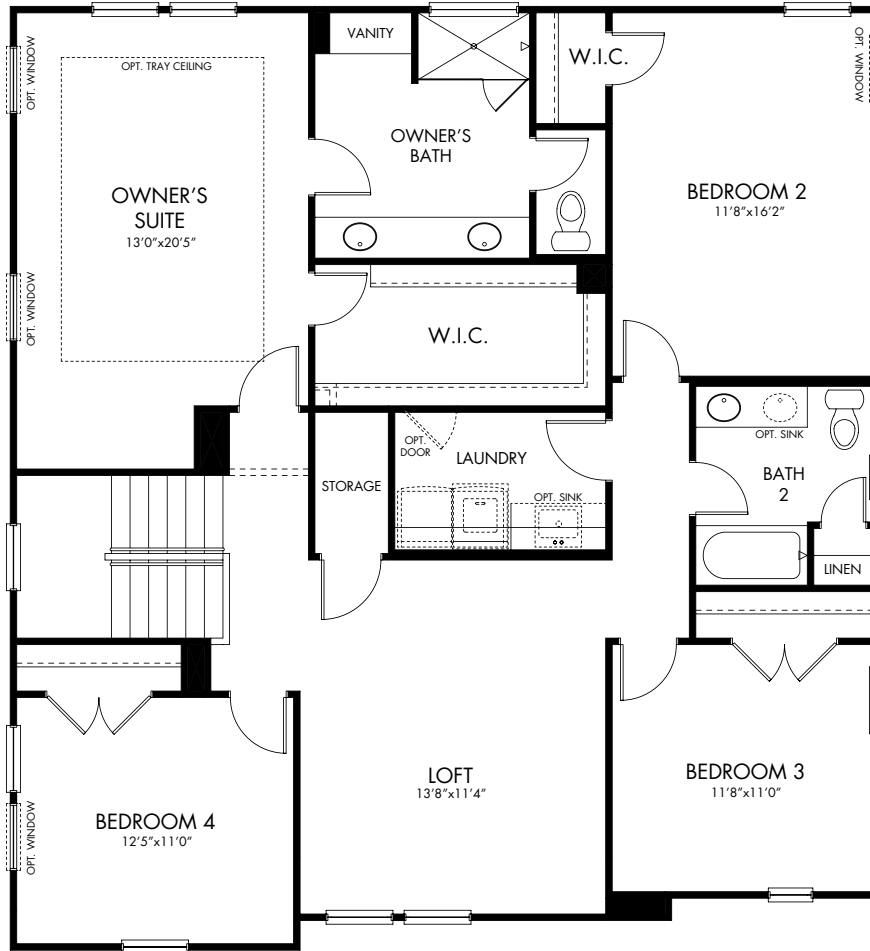 VANITY
W.I.C.
OPT. WINDOW
OPT. WINDOW
OPT. TRAY CEILING
OWNER’S
BATH
OWNER’S
SUITE
13’0”x20’5”
BEDROOM 2
11’8”x16’2”
OPT. WINDOW
W.I.C.
OPT.
DOOR
LAUNDRY
OPT. SINK
STORAGE
OPT. SINK
BATH
2
LINEN
LOFT
13’8”x11’4”
BEDROOM 3
11’8”x11’0”
BEDROOM 4
12’5”x11’0”
OPT. WINDOW